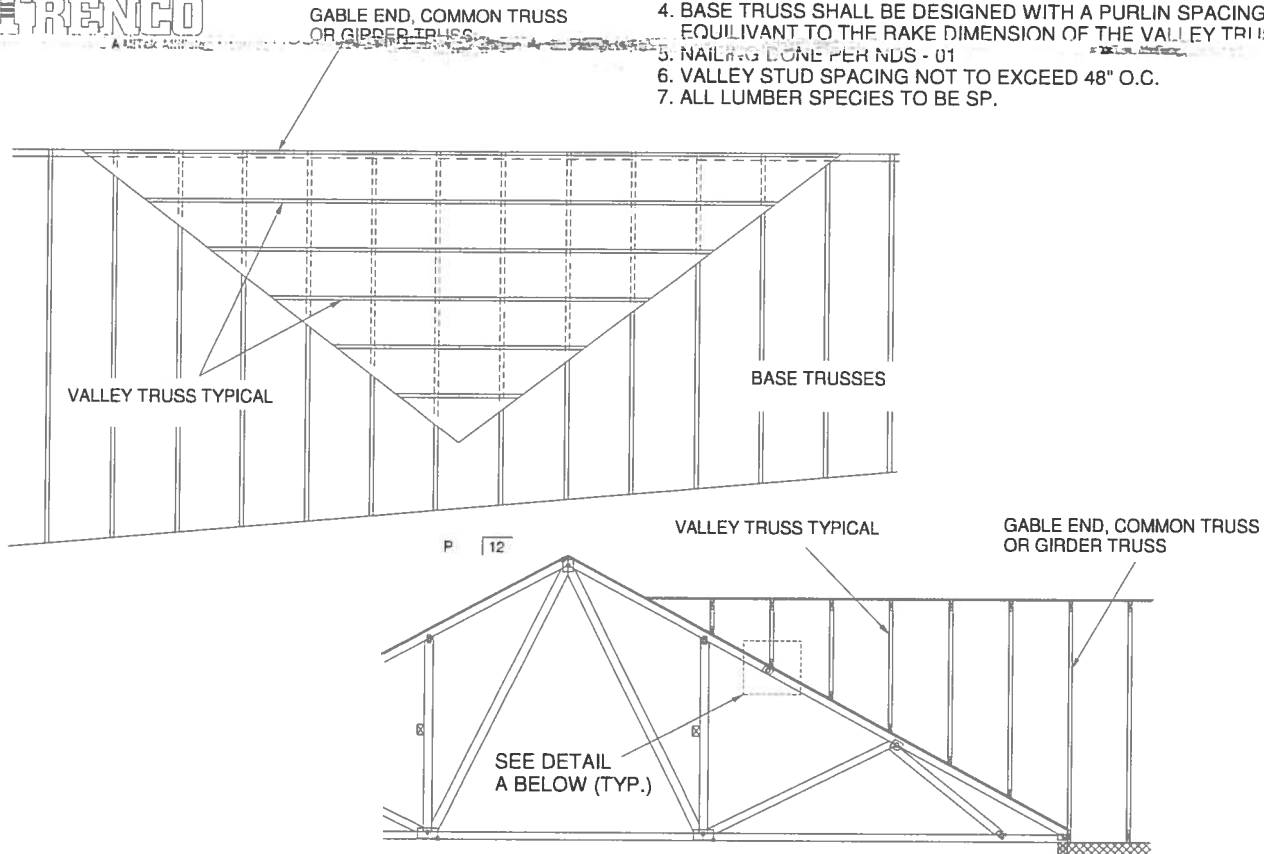 TRENCO
GABLE END, COMMON TRUSS
OR GIRDER TRUSS
4. BASE TRUSS SHALL BE DESIGNED WITH A PURLIN SPACING
EQUILIVANT TO THE RAKE DIMENSION OF THE VALLEY
5. NAILING DONE PER NDS - 01
6. VALLEY STUD SPACING NOT TO EXCEED 48" O.C.
7. ALL LUMBER SPECIES TO BE SP.
VALLEY TRUSS TYPICAL
BASE TRUSSES
P 12
VALLEY TRUSS TYPICAL
GABLE END, COMMON TRUSS
OR GIRDER TRUSS
SEE DETAIL
A BELOW (TYP.)